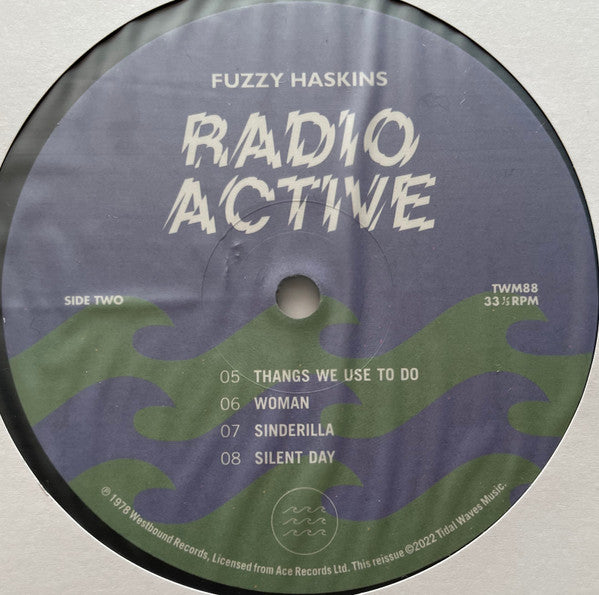 FUZZY HASKINS
RADIO
ACTIVE
SIDE TWO
TWM88
33 ⅓ RPM
05 THANGS WE USE TO DO
06 WOMAN
07 SINDERILLA
08 SILENT DAY
℗ 1978 Westbound Records, Licensed from Ace Records Ltd. This reissue ©2022 Tidal Waves Music.